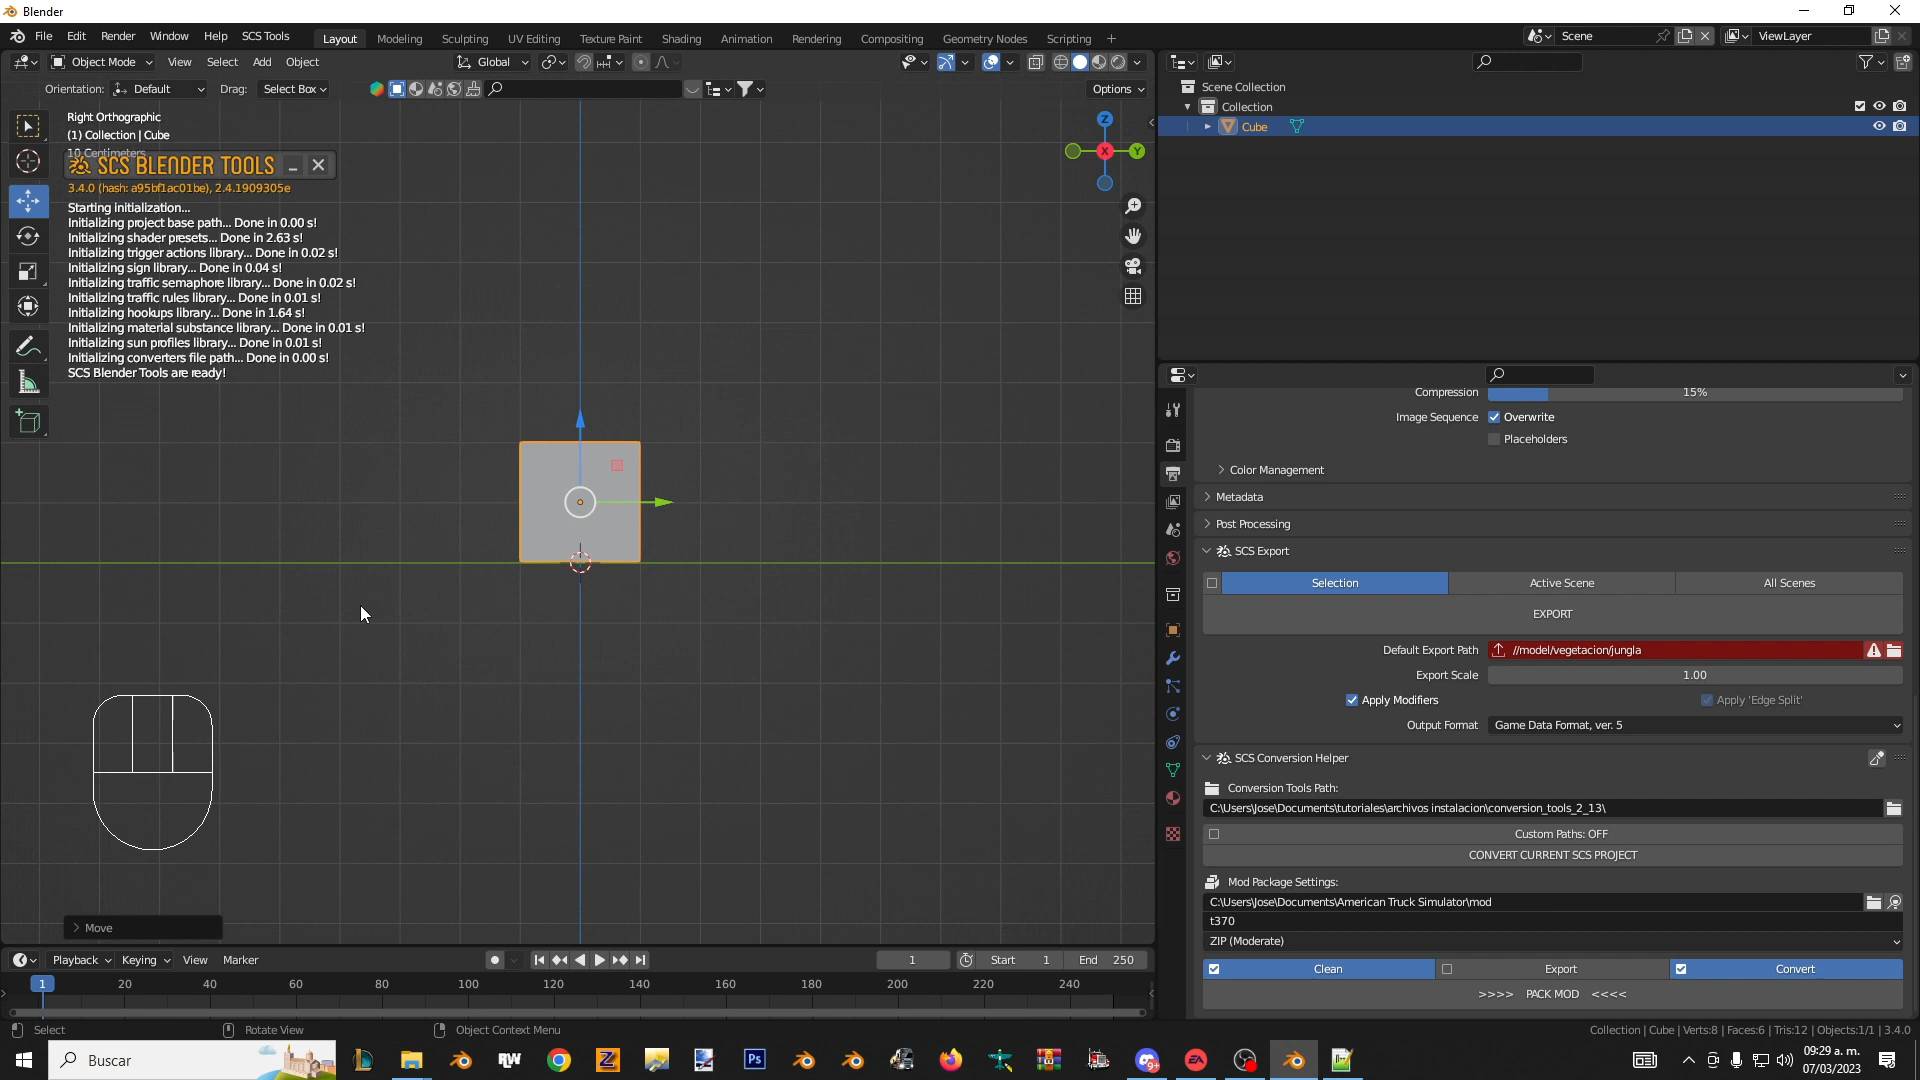 Blender
File Edit Render Window Help SCS Tools Layout Modeling Sculpting UV Editing Texture Paint Shading Animation Rendering Compositing Geometry Nodes Scripting + Scene ViewLayer
Object Mode View Select Add Object Global
Orientation: Default Drag: Select Box Options
Right Orthographic
(1) Collection | Cube
10 Centimeters
SCS BLENDER TOOLS
3.4.0 (hash: a95bf1ac01be), 2.4.1909305e
Starting initialization...
Initializing project base path... Done in 0.00 s!
Initializing shader presets... Done in 2.63 s!
Initializing trigger actions library... Done in 0.02 s!
Initializing sign library... Done in 0.04 s!
Initializing traffic semaphore library... Done in 0.02 s!
Initializing traffic rules library... Done in 0.01 s!
Initializing hookups library... Done in 1.64 s!
Initializing material substance library... Done in 0.01 s!
Initializing sun profiles library... Done in 0.01 s!
Initializing converters file path... Done in 0.00 s!
SCS Blender Tools are ready!
Z
X
Y
Move
Scene Collection
Collection
Cube
Compression 15%
Image Sequence Overwrite
Placeholders
Color Management
Metadata
Post Processing
SCS Export
Selection Active Scene All Scenes
EXPORT
Default Export Path //model/vegetacion/jungla
Export Scale 1.00
Apply Modifiers Apply 'Edge Split'
Output Format Game Data Format, ver. 5
SCS Conversion Helper
Conversion Tools Path:
C:\Users\Jose\Documents\tutoriales\archivos instalacion\conversion_tools_2_13\
Custom Paths: OFF
CONVERT CURRENT SCS PROJECT
Mod Package Settings:
C:\Users\Jose\Documents\American Truck Simulator\mod
t370
ZIP (Moderate)
Clean Export Convert
>>>> PACK MOD <<<<
Playback Keying View Marker 1 Start 1 End 250
1 20 40 60 80 100 120 140 160 180 200 220 240
Select Rotate View Object Context Menu Collection | Cube | Verts:8 | Faces:6 | Tris:12 | Objects:1/1 | 3.4.0
Buscar
RW
Z
Ps
9+
09:29 a. m.
07/03/2023